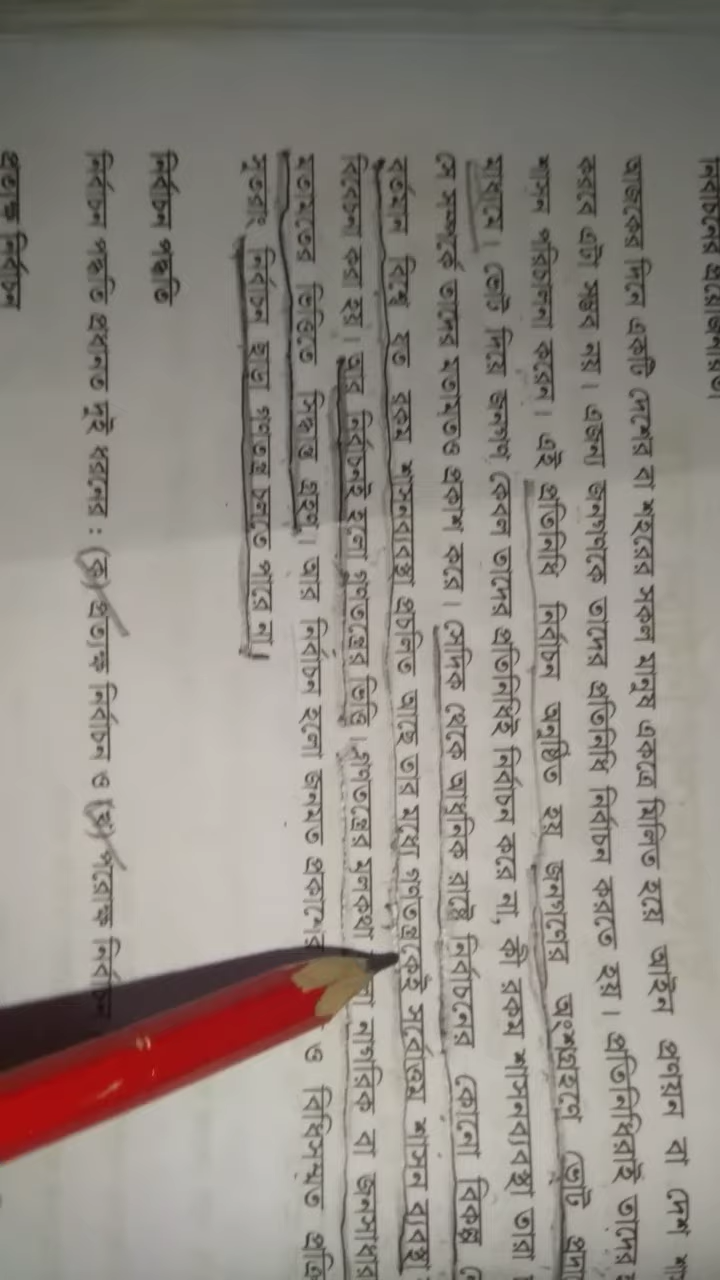 নির্বাচনের প্রয়োজনীয়তা
আজকের দিনে একটি দেশের বা শহরের সকল মানুষ একত্রে মিলিত হয়ে আইন প্রণয়ন বা দেশ
করবে এটা সম্ভব নয়। এজন্য জনগণকে তাদের প্রতিনিধি নির্বাচন করতে হয়। প্রতিনিধিরাই তাদের
শাসন পরিচালনা করেন। এই প্রতিনিধি নির্বাচন অনুষ্ঠিত হয় জনগণের অংশগ্রহণে ভোট
মাধ্যমে। ভোট দিয়ে জনগণ কেবল তাদের প্রতিনিধিই নির্বাচন করে না, কী রকম শাসনব্যবস্থা তারা
সে সম্পর্কে তাদের মতামতও প্রকাশ করে। সেদিক থেকে আধুনিক রাষ্ট্রে নির্বাচনের কোনো বিকল্প
বর্তমান বিশ্বে যত রকম শাসনব্যবস্থা প্রচলিত আছে তার মধ্যে গণতন্ত্রকেই সর্বোত্তম শাসন ব্যবস্থা
বিবেচনা করা হয়। আর নির্বাচনই হলো গণতন্ত্রের ভিত্তি। গণতন্ত্রের মূলকথা নাগরিক বা
মতামতের ভিত্তিতে সিদ্ধান্ত গ্রহণ। আর নির্বাচন হলো জনমত প্রকাশের ও বিধিসম্মত
সুতরাং নির্বাচন ছাড়া গণতন্ত্র চলতে পারে না।
নির্বাচন পদ্ধতি
নির্বাচন পদ্ধতি প্রধানত দুই ধরনের : (ক) প্রত্যক্ষ নির্বাচন ও (খ) পরোক্ষ নির্বাচন
প্রত্যক্ষ নির্বাচন